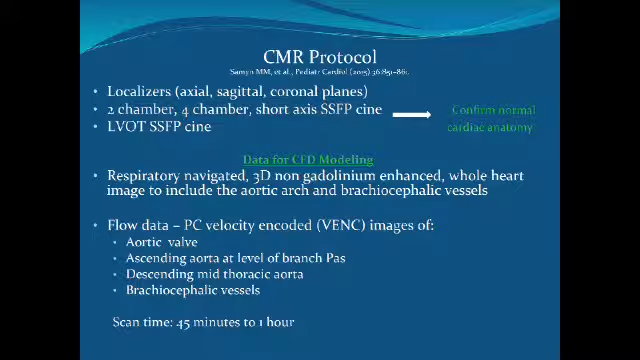 CMR Protocol
Samyn MM, et al., Pediatr Cardiol (2015) 36:851-861.
• Localizers (axial, sagittal, coronal planes)
• 2 chamber, 4 chamber, short axis SSFP cine
Confirm normal
cardiac anatomy
• LVOT SSFP cine
Data for CFD Modeling
• Respiratory navigated, 3D non gadolinium enhanced, whole heart
image to include the aortic arch and brachiocephalic vessels
• Flow data – PC velocity encoded (VENC) images of:
• Aortic valve
• Ascending aorta at level of branch Pas
• Descending mid thoracic aorta
• Brachiocephalic vessels
Scan time: 45 minutes to 1 hour